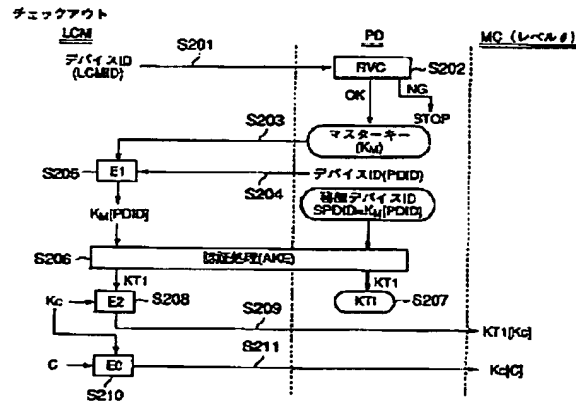 チェックアウト
LCM
PD
MC (レベル0)
デバイスID
(LCMID)
S201
RVC
S202
OK
NG
STOP
S203
マスターキー
(KM)
S205
E1
S204
デバイスID(PDID)
KM[PDID]
秘匿デバイスID
SPDID=KM[PDID]
S206
認証処理(AKE)
KT1
KT1
Kc
E2
S208
KT1
S207
S209
KT1[Kc]
S211
C
EC
Kc[C]
S210